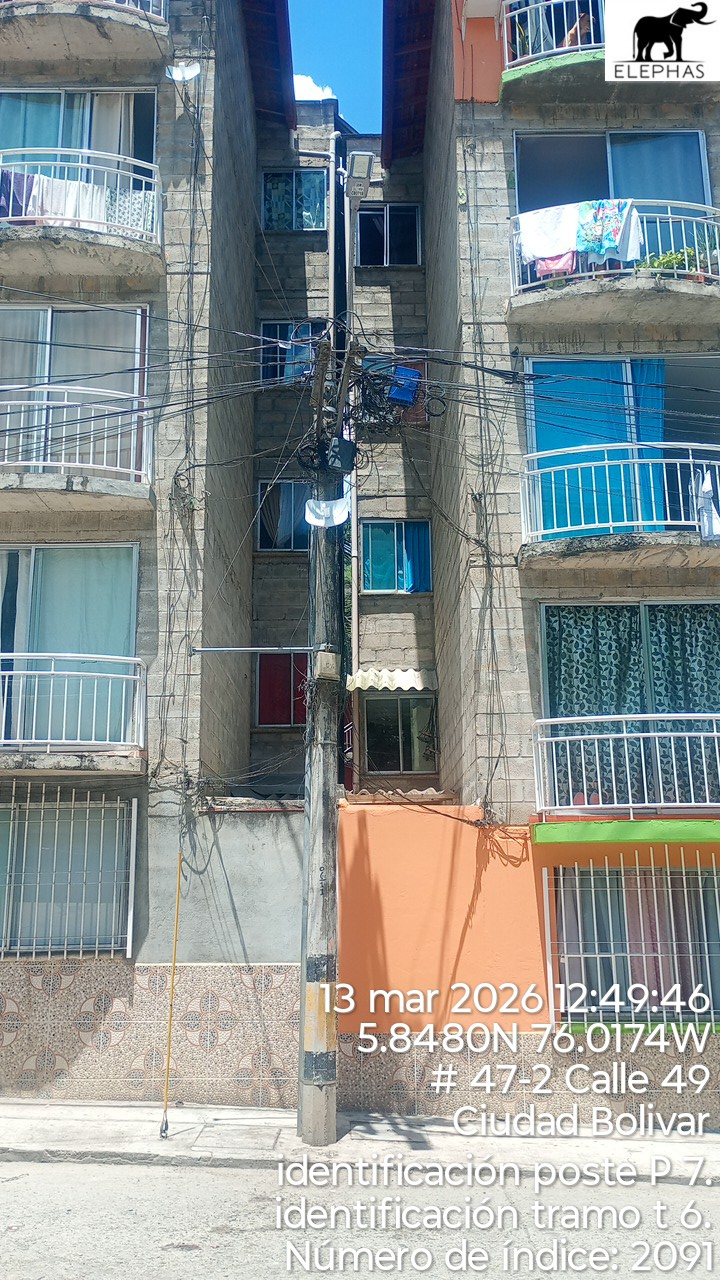 ELEPHAS
13 mar 2026 12:49:46
5.8480N 76.0174W
# 47-2 Calle 49
Ciudad Bolivar
identificación poste P 7.
identificación tramo t 6.
Número de índice: 2091